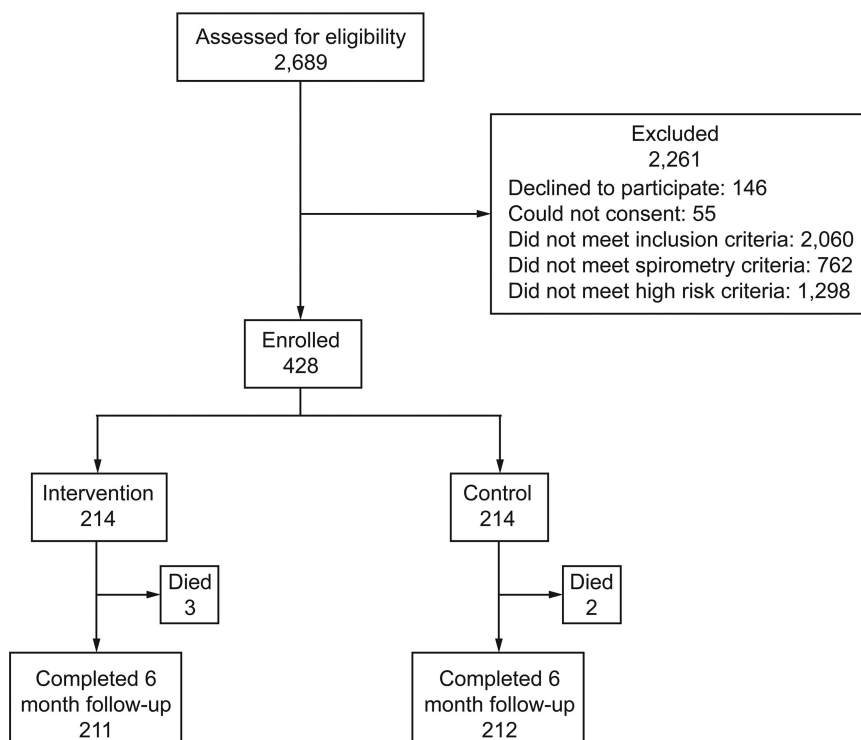 Assessed for eligibility
2,689
Excluded
2,261
Declined to participate: 146
Could not consent: 55
Did not meet inclusion criteria: 2,060
Did not meet spirometry criteria: 762
Did not meet high risk criteria: 1,298
Enrolled
428
Intervention
214
Control
214
Died
3
Died
2
Completed 6
month follow-up
211
Completed 6
month follow-up
212